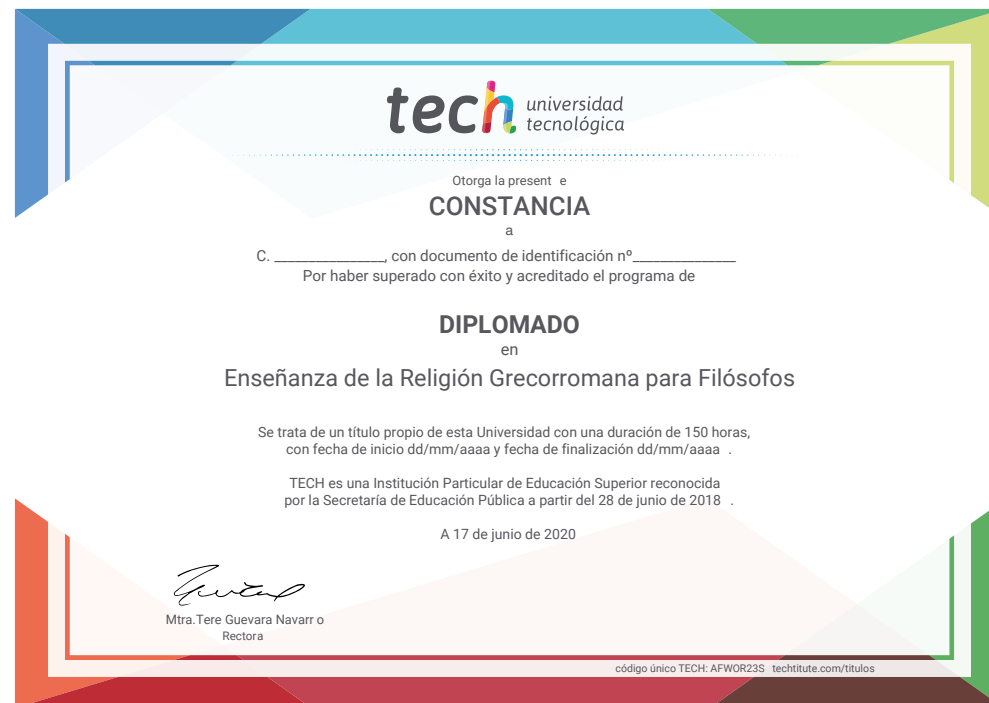 tech universidad
tecnológica
Otorga la present e
CONSTANCIA
a
C. ________________, con documento de identificación nº_______________
Por haber superado con éxito y acreditado el programa de
DIPLOMADO
en
Enseñanza de la Religión Grecorromana para Filósofos
Se trata de un título propio de esta Universidad con una duración de 150 horas,
con fecha de inicio dd/mm/aaaa y fecha de finalización dd/mm/aaaa .
TECH es una Institución Particular de Educación Superior reconocida
por la Secretaría de Educación Pública a partir del 28 de junio de 2018 .
A 17 de junio de 2020
Mtra.Tere Guevara Navarr o
Rectora
código único TECH: AFWOR23S techtitute.com/titulos